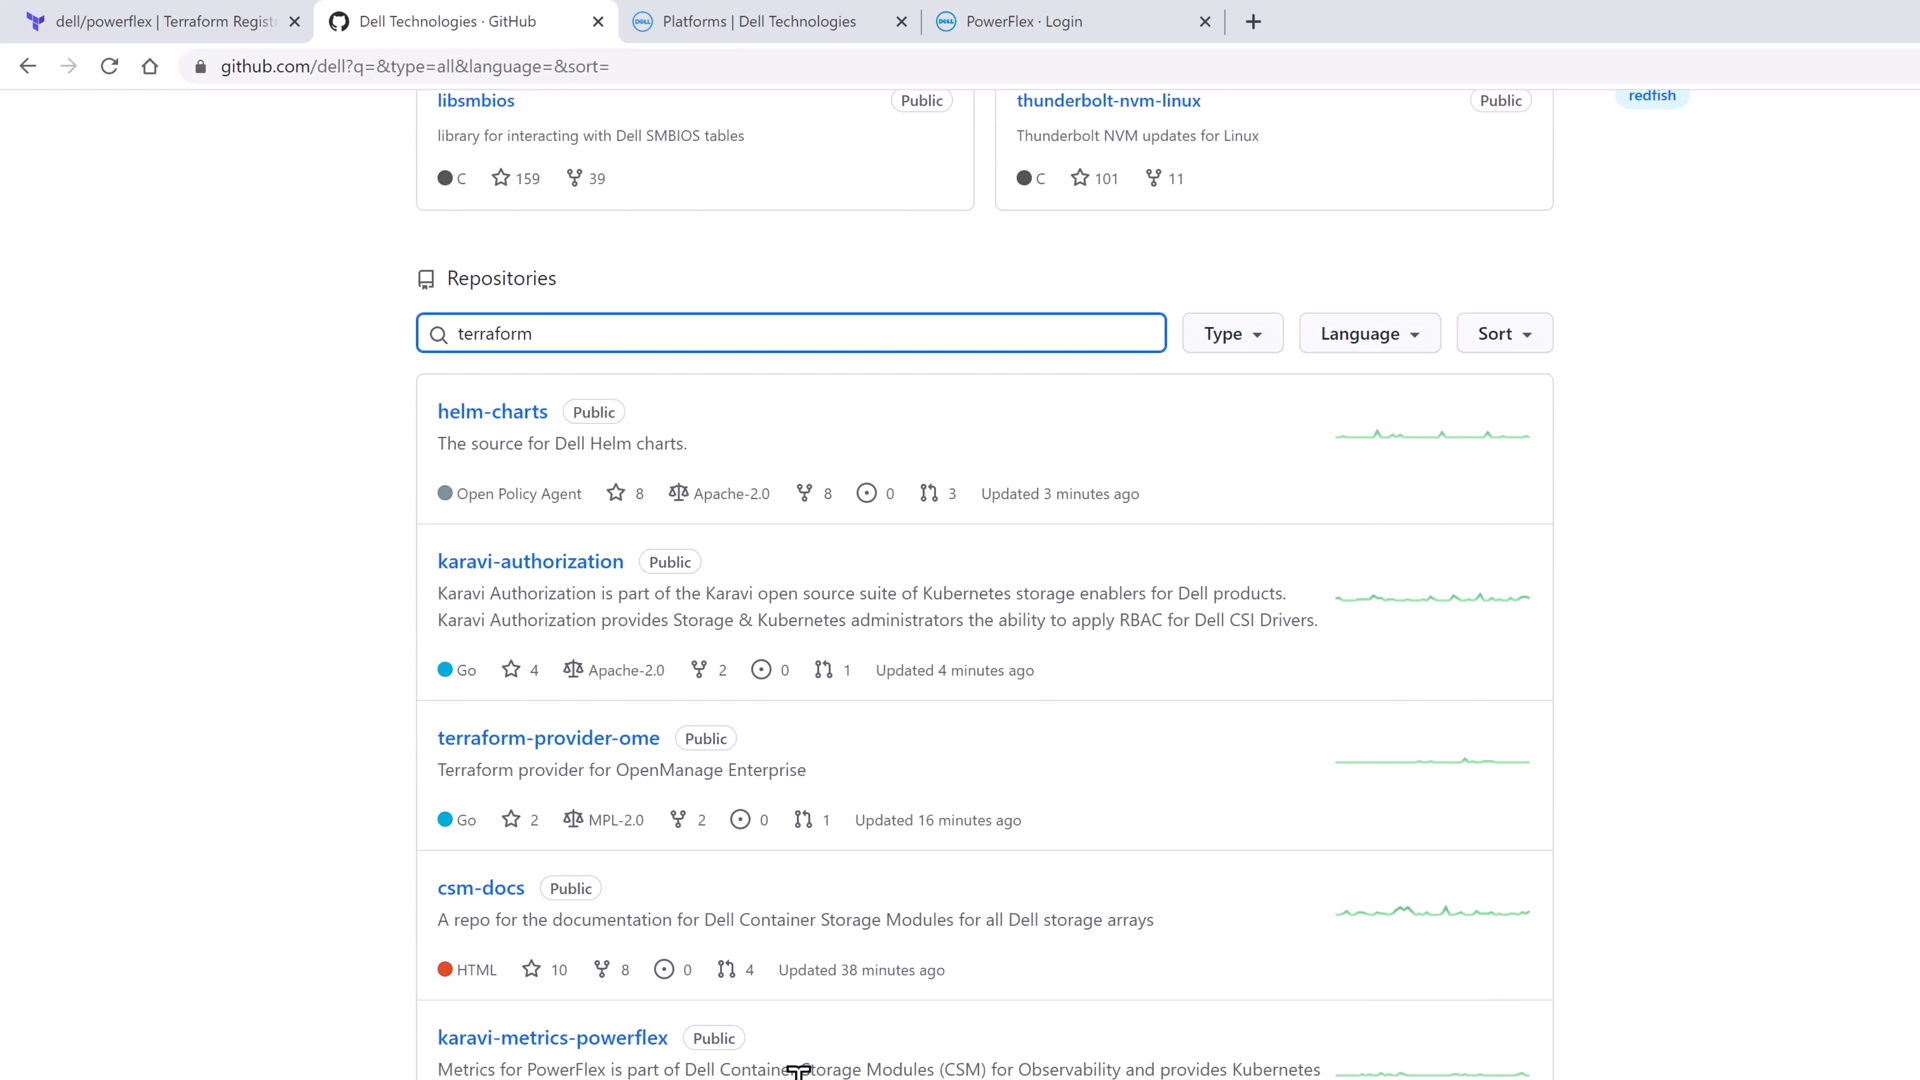 dell/powerflex | Terraform Regist
Dell Technologies · GitHub
Platforms | Dell Technologies
PowerFlex · Login
github.com/dell?q=&type=all&language=&sort=
libsmbios Public
library for interacting with Dell SMBIOS tables
C 159 39
thunderbolt-nvm-linux Public
Thunderbolt NVM updates for Linux
C 101 11
redfish
Repositories
terraform
Type
Language
Sort
helm-charts Public
The source for Dell Helm charts.
Open Policy Agent 8 Apache-2.0 8 0 3 Updated 3 minutes ago
karavi-authorization Public
Karavi Authorization is part of the Karavi open source suite of Kubernetes storage enablers for Dell products.
Karavi Authorization provides Storage & Kubernetes administrators the ability to apply RBAC for Dell CSI Drivers.
Go 4 Apache-2.0 2 0 1 Updated 4 minutes ago
terraform-provider-ome Public
Terraform provider for OpenManage Enterprise
Go 2 MPL-2.0 2 0 1 Updated 16 minutes ago
csm-docs Public
A repo for the documentation for Dell Container Storage Modules for all Dell storage arrays
HTML 10 8 0 4 Updated 38 minutes ago
karavi-metrics-powerflex Public
Metrics for PowerFlex is part of Dell Container Storage Modules (CSM) for Observability and provides Kubernetes